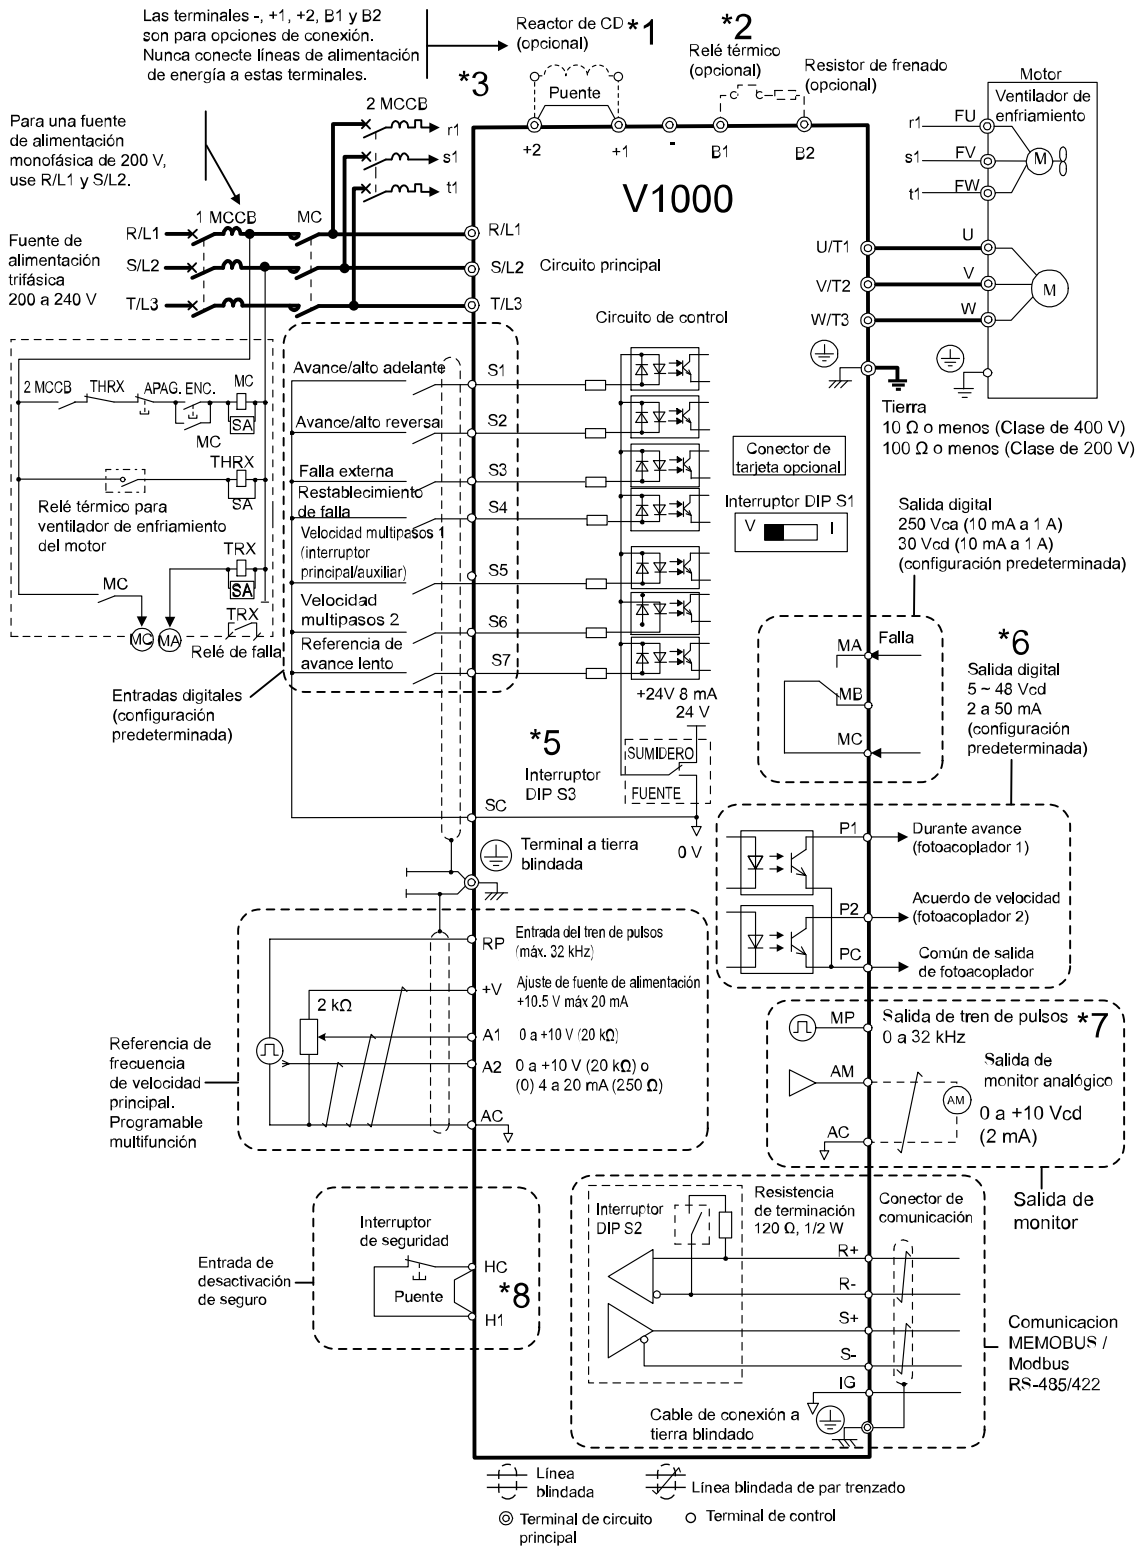 Las terminales -, +1, +2, B1 y B2
son para opciones de conexión.
Nunca conecte líneas de alimentación
de energía a estas terminales.
Reactor de CD *1
(opcional)
*2
Relé térmico
(opcional)
Resistor de frenado
(opcional)
*3
Puente
+2
+1
-
B1
B2
2 MCCB
r1
s1
t1
Para una fuente
de alimentación
monofásica de 200 V,
use R/L1 y S/L2.
Motor
Ventilador de
enfriamiento
r1
FU
s1
FV
t1
FW
M
V1000
1 MCCB
MC
Fuente de
alimentación
trifásica
200 a 240 V
R/L1
S/L2
T/L3
R/L1
S/L2
T/L3
Circuito principal
Circuito de control
U/T1
V/T2
W/T3
U
V
W
M
Tierra
10 Ω o menos (Clase de 400 V)
100 Ω o menos (Clase de 200 V)
2 MCCB
THRX
APAG.
ENC.
MC
SA
MC
THRX
SA
Relé térmico para
ventilador de enfriamiento
del motor
TRX
MC
SA
TRX
MC
MA
Relé de falla
Avance/alto adelante
S1
Avance/alto reversa
S2
Falla externa
S3
Restablecimiento
de falla
S4
Velocidad multipasos 1
(interruptor
principal/auxiliar)
S5
Velocidad
multipasos 2
S6
Referencia de
avance lento
S7
Entradas digitales
(configuración
predeterminada)
Conector de
tarjeta opcional
Interruptor DIP S1
V
I
+24V 8 mA
24 V
*5
Interruptor
DIP S3
SUMIDERO
FUENTE
SC
0 V
Terminal a tierra
blindada
Salida digital
250 Vca (10 mA a 1 A)
30 Vcd (10 mA a 1 A)
(configuración predeterminada)
MA
Falla
MB
MC
*6
Salida digital
5 ~ 48 Vcd
2 a 50 mA
(configuración
predeterminada)
P1
Durante avance
(fotoacoplador 1)
P2
Acuerdo de velocidad
(fotoacoplador 2)
PC
Común de salida
de fotoacoplador
Referencia de
frecuencia
de velocidad
principal.
Programable
multifunción
2 kΩ
RP
Entrada del tren de pulsos
(máx. 32 kHz)
+V
Ajuste de fuente de alimentación
+10.5 V máx 20 mA
A1
0 a +10 V (20 kΩ)
A2
0 a +10 V (20 kΩ) o
(0) 4 a 20 mA (250 Ω)
AC
MP
Salida de tren de pulsos *7
0 a 32 kHz
AM
Salida de
monitor analógico
AM
0 a +10 Vcd
(2 mA)
AC
Salida de
monitor
Entrada de
desactivación
de seguro
Interruptor
de seguridad
HC
Puente
*8
H1
Interruptor
DIP S2
Resistencia
de terminación
120 Ω, 1/2 W
Conector de
comunicación
R+
R-
S+
S-
IG
Cable de conexión a
tierra blindado
Comunicacion
MEMOBUS /
Modbus
RS-485/422
Línea
blindada
Línea blindada de par trenzado
Terminal de circuito
principal
Terminal de control